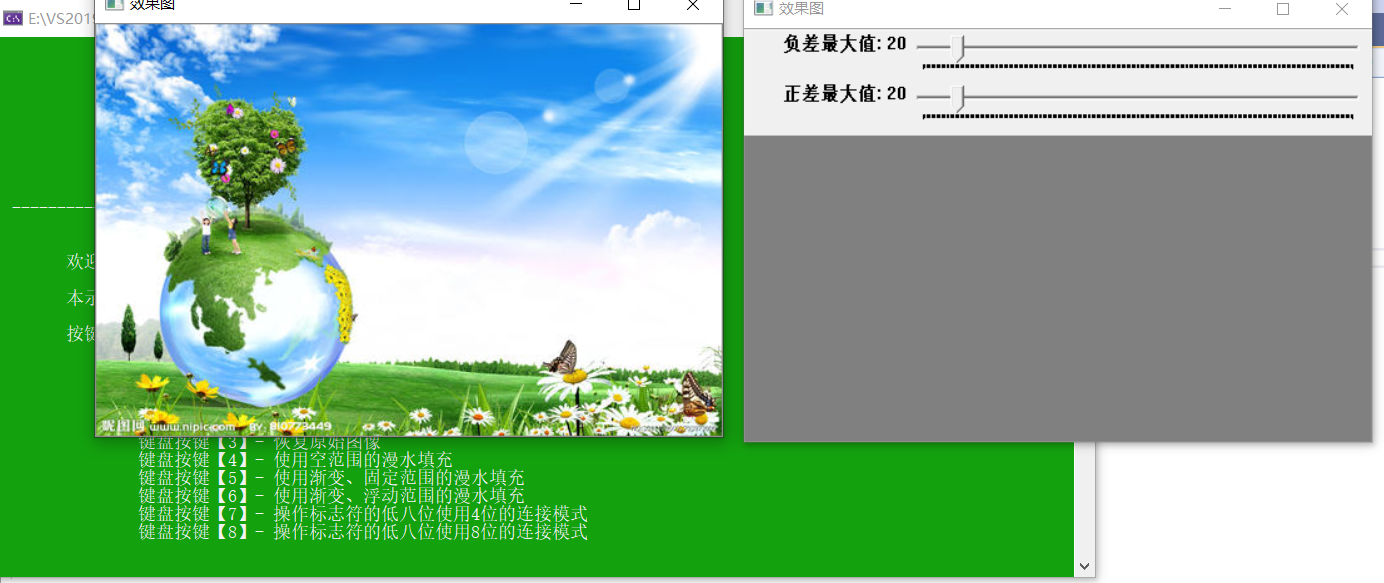 E:\VS2019
效果图
效果图
负差最大值: 20
正差最大值: 20
欢迎
本示
按键
昵图网 www.nipic.com BY: 810773449
键盘按键【3】- 恢复原始图像
键盘按键【4】- 使用空范围的漫水填充
键盘按键【5】- 使用渐变、固定范围的漫水填充
键盘按键【6】- 使用渐变、浮动范围的漫水填充
键盘按键【7】- 操作标志符的低八位使用4位的连接模式
键盘按键【8】- 操作标志符的低八位使用8位的连接模式